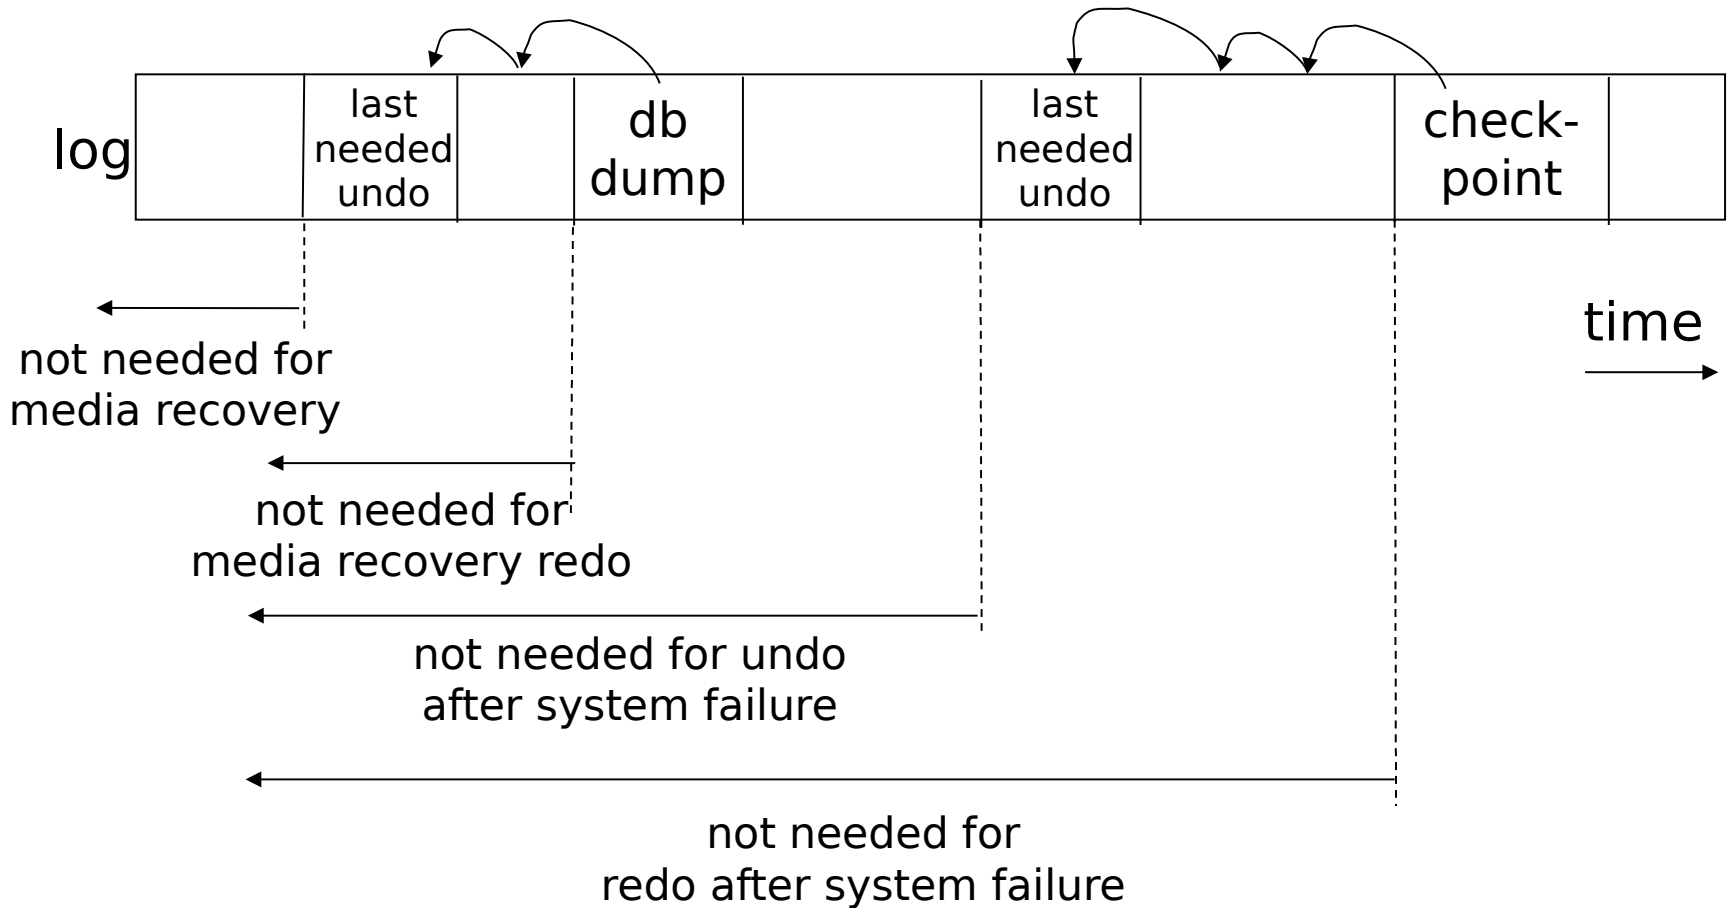 log
last
needed
undo
db
dump
last
needed
undo
check-
point
time
not needed for
media recovery
not needed for
media recovery redo
not needed for undo
after system failure
not needed for
redo after system failure